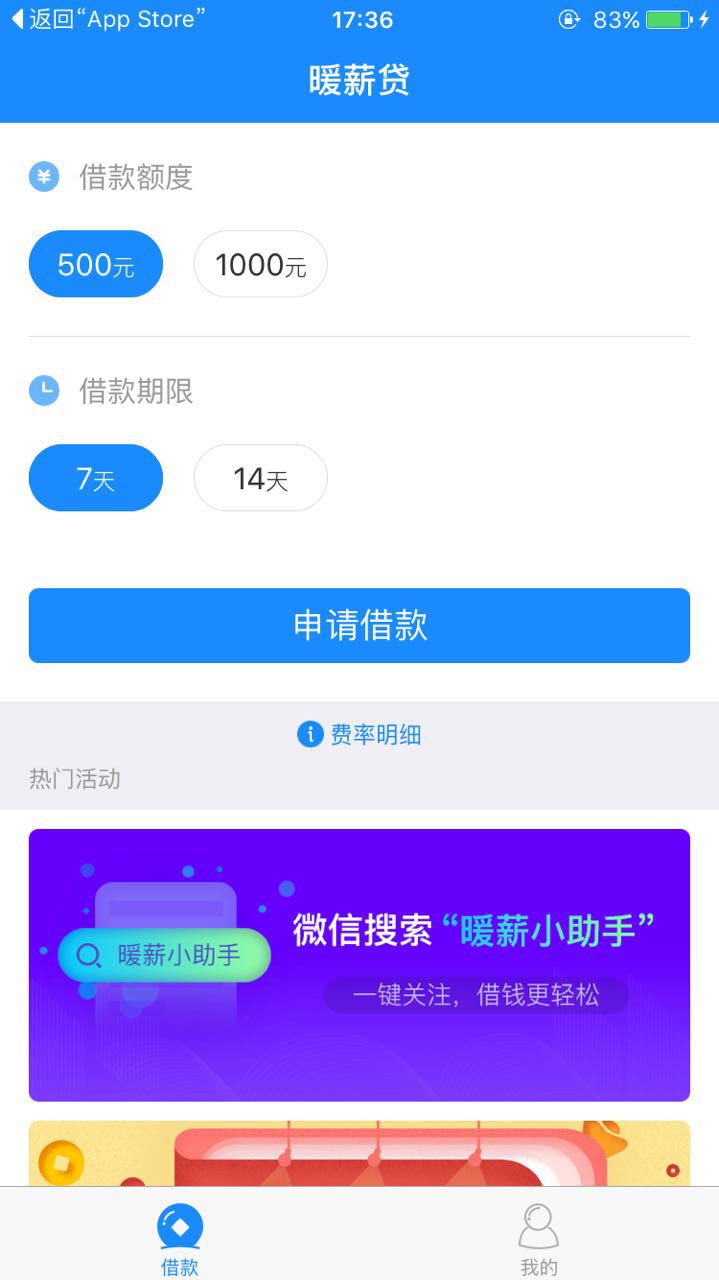 返回“App Store”
17:36
83%
暖薪贷
借款额度
500元
1000元
借款期限
7天
14天
申请借款
费率明细
热门活动
微信搜索“暖薪小助手”
暖薪小助手
一键关注，借钱更轻松
借款
我的